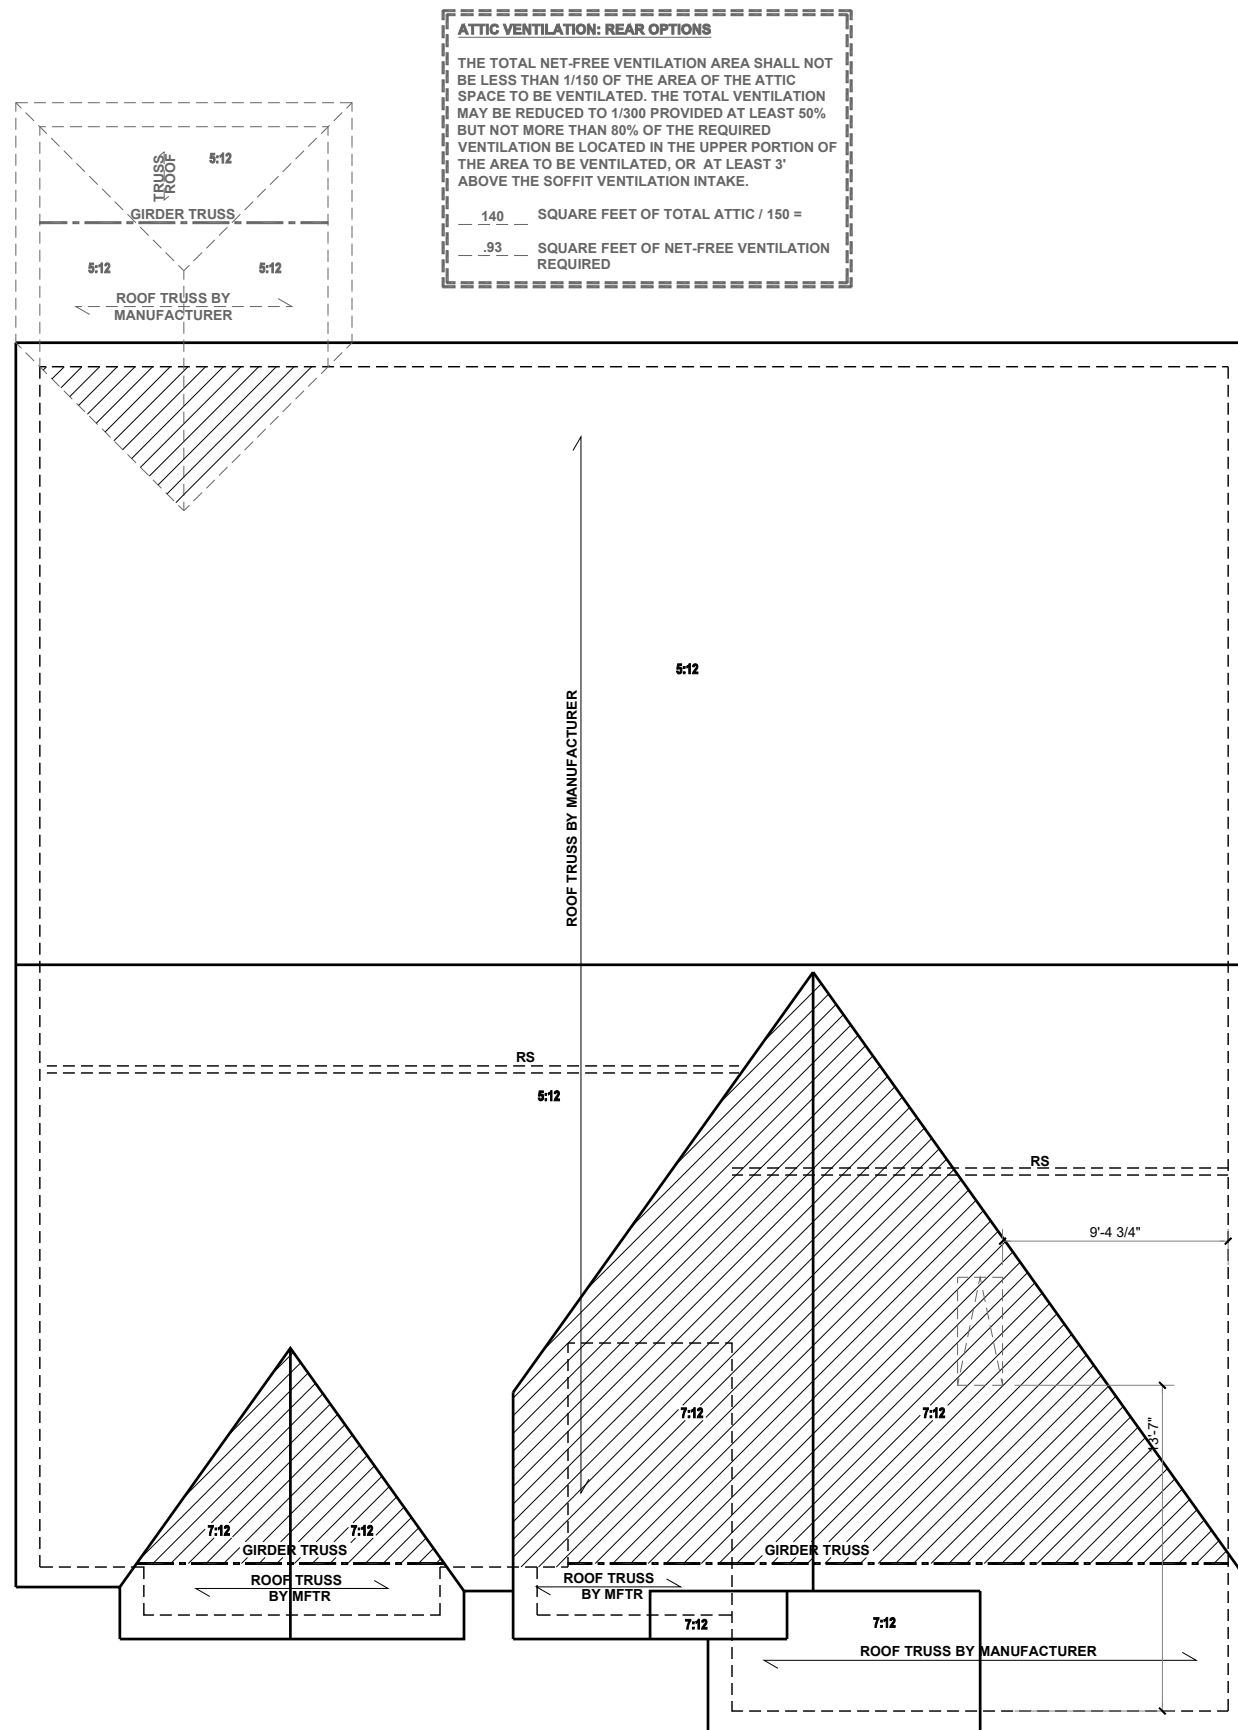 ATTIC VENTILATION: REAR OPTIONS
THE TOTAL NET-FREE VENTILATION AREA SHALL NOT
BE LESS THAN 1/150 OF THE AREA OF THE ATTIC
SPACE TO BE VENTILATED. THE TOTAL VENTILATION
MAY BE REDUCED TO 1/300 PROVIDED AT LEAST 50%
BUT NOT MORE THAN 80% OF THE REQUIRED
VENTILATION BE LOCATED IN THE UPPER PORTION OF
THE AREA TO BE VENTILATED, OR AT LEAST 3'
ABOVE THE SOFFIT VENTILATION INTAKE.
140 SQUARE FEET OF TOTAL ATTIC / 150 =
.93 SQUARE FEET OF NET-FREE VENTILATION
REQUIRED
TRUSS
ROOF
5:12
GIRDER TRUSS
5:12
5:12
ROOF TRUSS BY
MANUFACTURER
5:12
ROOF TRUSS BY MANUFACTURER
RS
5:12
RS
9'-4 3/4"
7:12
7:12
13'-7"
7:12
7:12
GIRDER TRUSS
GIRDER TRUSS
ROOF TRUSS
BY MFTR
ROOF TRUSS
BY MFTR
7:12
7:12
ROOF TRUSS BY MANUFACTURER